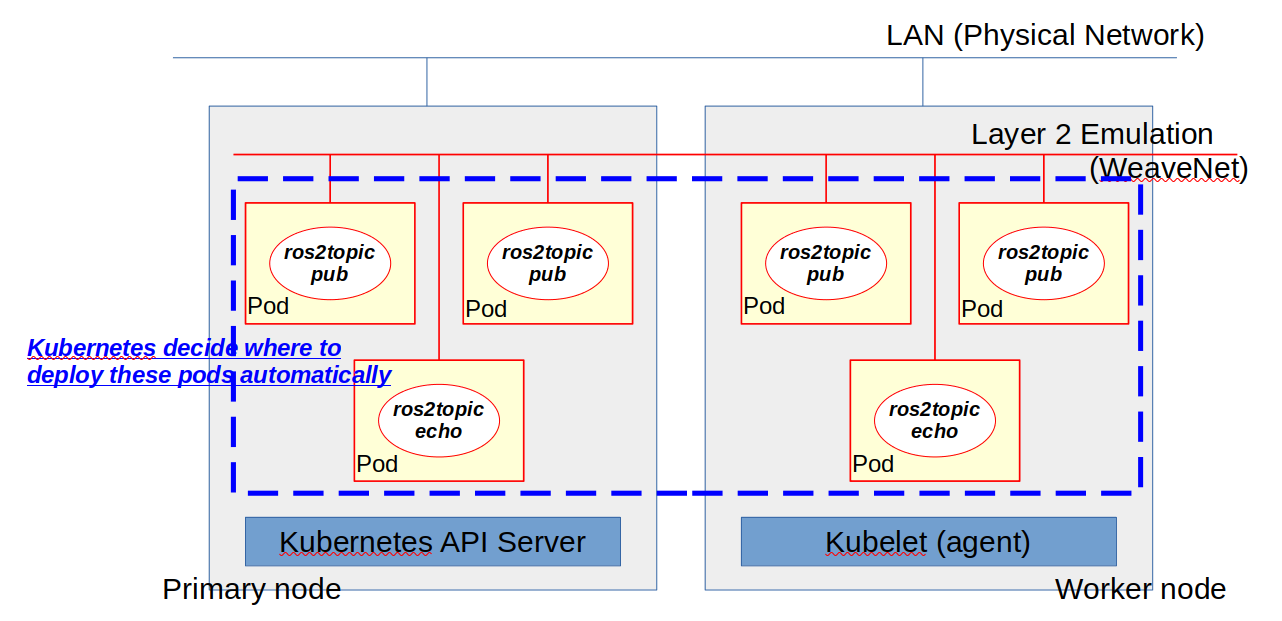 LAN (Physical Network)
Layer 2 Emulation
(WeaveNet)
ros2topic
pub
Pod
ros2topic
pub
Pod
ros2topic
pub
Pod
ros2topic
pub
Pod
Kubernetes decide where to
deploy these pods automatically
ros2topic
echo
Pod
ros2topic
echo
Pod
Kubernetes API Server
Kubelet (agent)
Primary node
Worker node